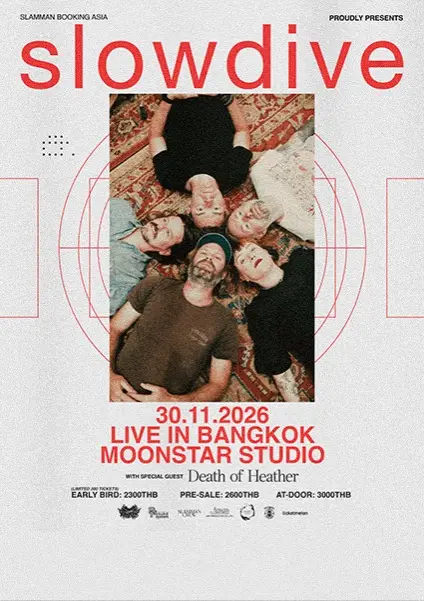 SLAMMAN BOOKING ASIA
PROUDLY PRESENTS
slowdive
30.11.2026
LIVE IN BANGKOK
MOONSTAR STUDIO
WITH SPECIAL GUEST Death of Heather
(LIMITED 300 TICKETS)
EARLY BIRD: 2300THB PRE-SALE: 2600THB AT-DOOR: 3000THB
ticketmelon